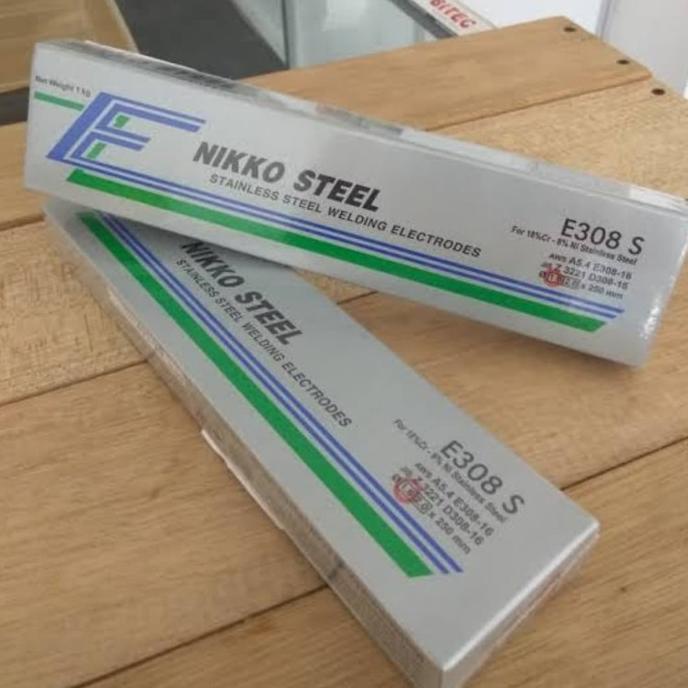 BRITEC
Net Weight 1 kg
NIKKO STEEL
STAINLESS STEEL WELDING ELECTRODES
E308 S
For 18%Cr - 8% Ni Stainless Steel
AWS A5.4 E308-16
JIS Z 3221 D308-16
x 250 mm
NIKKO STEEL
STAINLESS STEEL WELDING ELECTRODES
E308 S
For 18%Cr - 8% Ni Stainless Steel
AWS A5.4 E308-16
JIS Z 3221 D308-16
x 250 mm